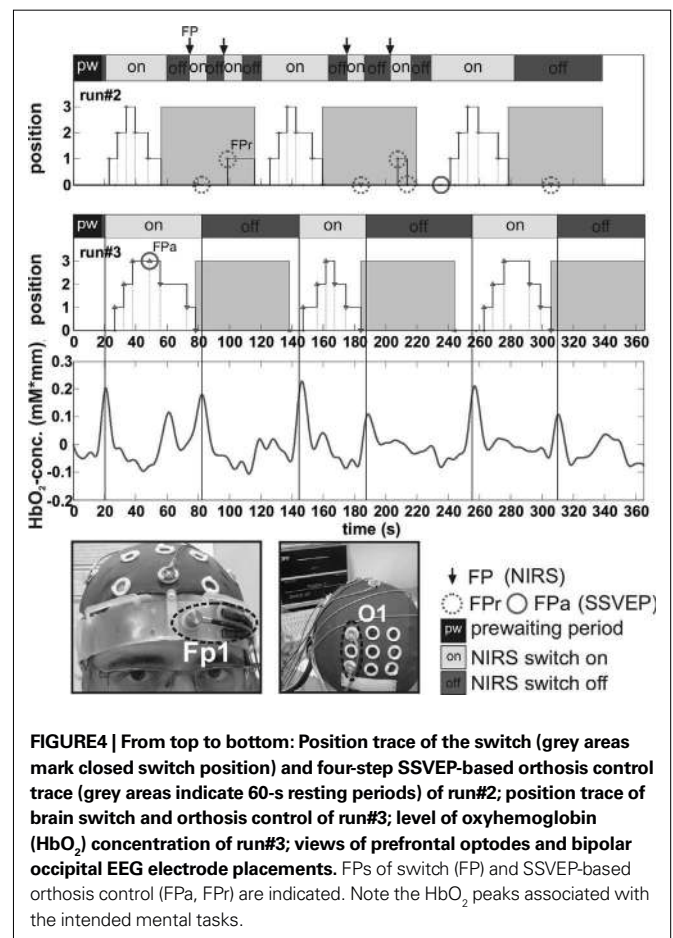 FP
pw on off on off on off on off on off on off on off
run#2
position
3
2
1
0
FPr
pw on off on off on off
run#3
position
3
2
1
0
FPa
0 20 40 60 80 100 120 140 160 180 200 220 240 260 280 300 320 340 360
HbO2-conc. (mM*mm)
0.3
0.2
0.1
0
-0.1
-0.2
0 20 40 60 80 100 120 140 160 180 200 220 240 260 280 300 320 340 360
time (s)
Fp1
O1
FP (NIRS)
FPr FPa (SSVEP)
pw prewaiting period
on NIRS switch on
off NIRS switch off
FIGURE4 | From top to bottom: Position trace of the switch (grey areas
mark closed switch position) and four-step SSVEP-based orthosis control
trace (grey areas indicate 60-s resting periods) of run#2; position trace of
brain switch and orthosis control of run#3; level of oxyhemoglobin
(HbO2) concentration of run#3; views of prefrontal optodes and bipolar
occipital EEG electrode placements. FPs of switch (FP) and SSVEP-based
orthosis control (FPa, FPr) are indicated. Note the HbO2 peaks associated with
the intended mental tasks.